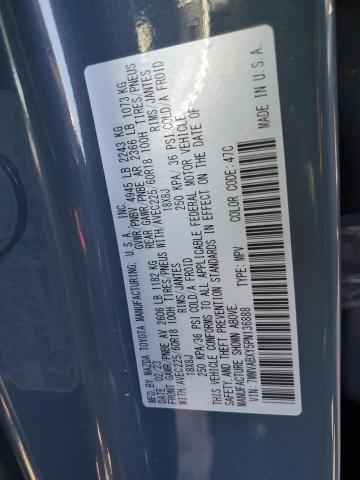 MFD BY MAZDA TOYOTA MANUFACTURING, U.S.A., INC.
DATE: 02/23 GVWR/PNBV 4945 LB 2243 KG
FRONT GAWR/PNBE AV 2606 LB 1182 KG REAR GAWR/PNBE AR 2366 LB 1073 KG
WITH/AVEC225/60R18 100H TIRES/PNEUS WITH/AVEC225/60R18 100H TIRES/PNEUS
18X8J RIMS/JANTES 18X8J RIMS/JANTES
250 KPA/ 36 PSI COLD/A FROID 250 KPA/ 36 PSI COLD/A FROID
THIS VEHICLE CONFORMS TO ALL APPLICABLE FEDERAL MOTOR VEHICLE
SAFETY STANDARDS IN EFFECT ON THE DATE OF MANUFACTURE SHOWN ABOVE.
VIN: 7MUVABXY5PV136888 TYPE: MPV COLOR CODE: 47C
MADE IN U.S.A.